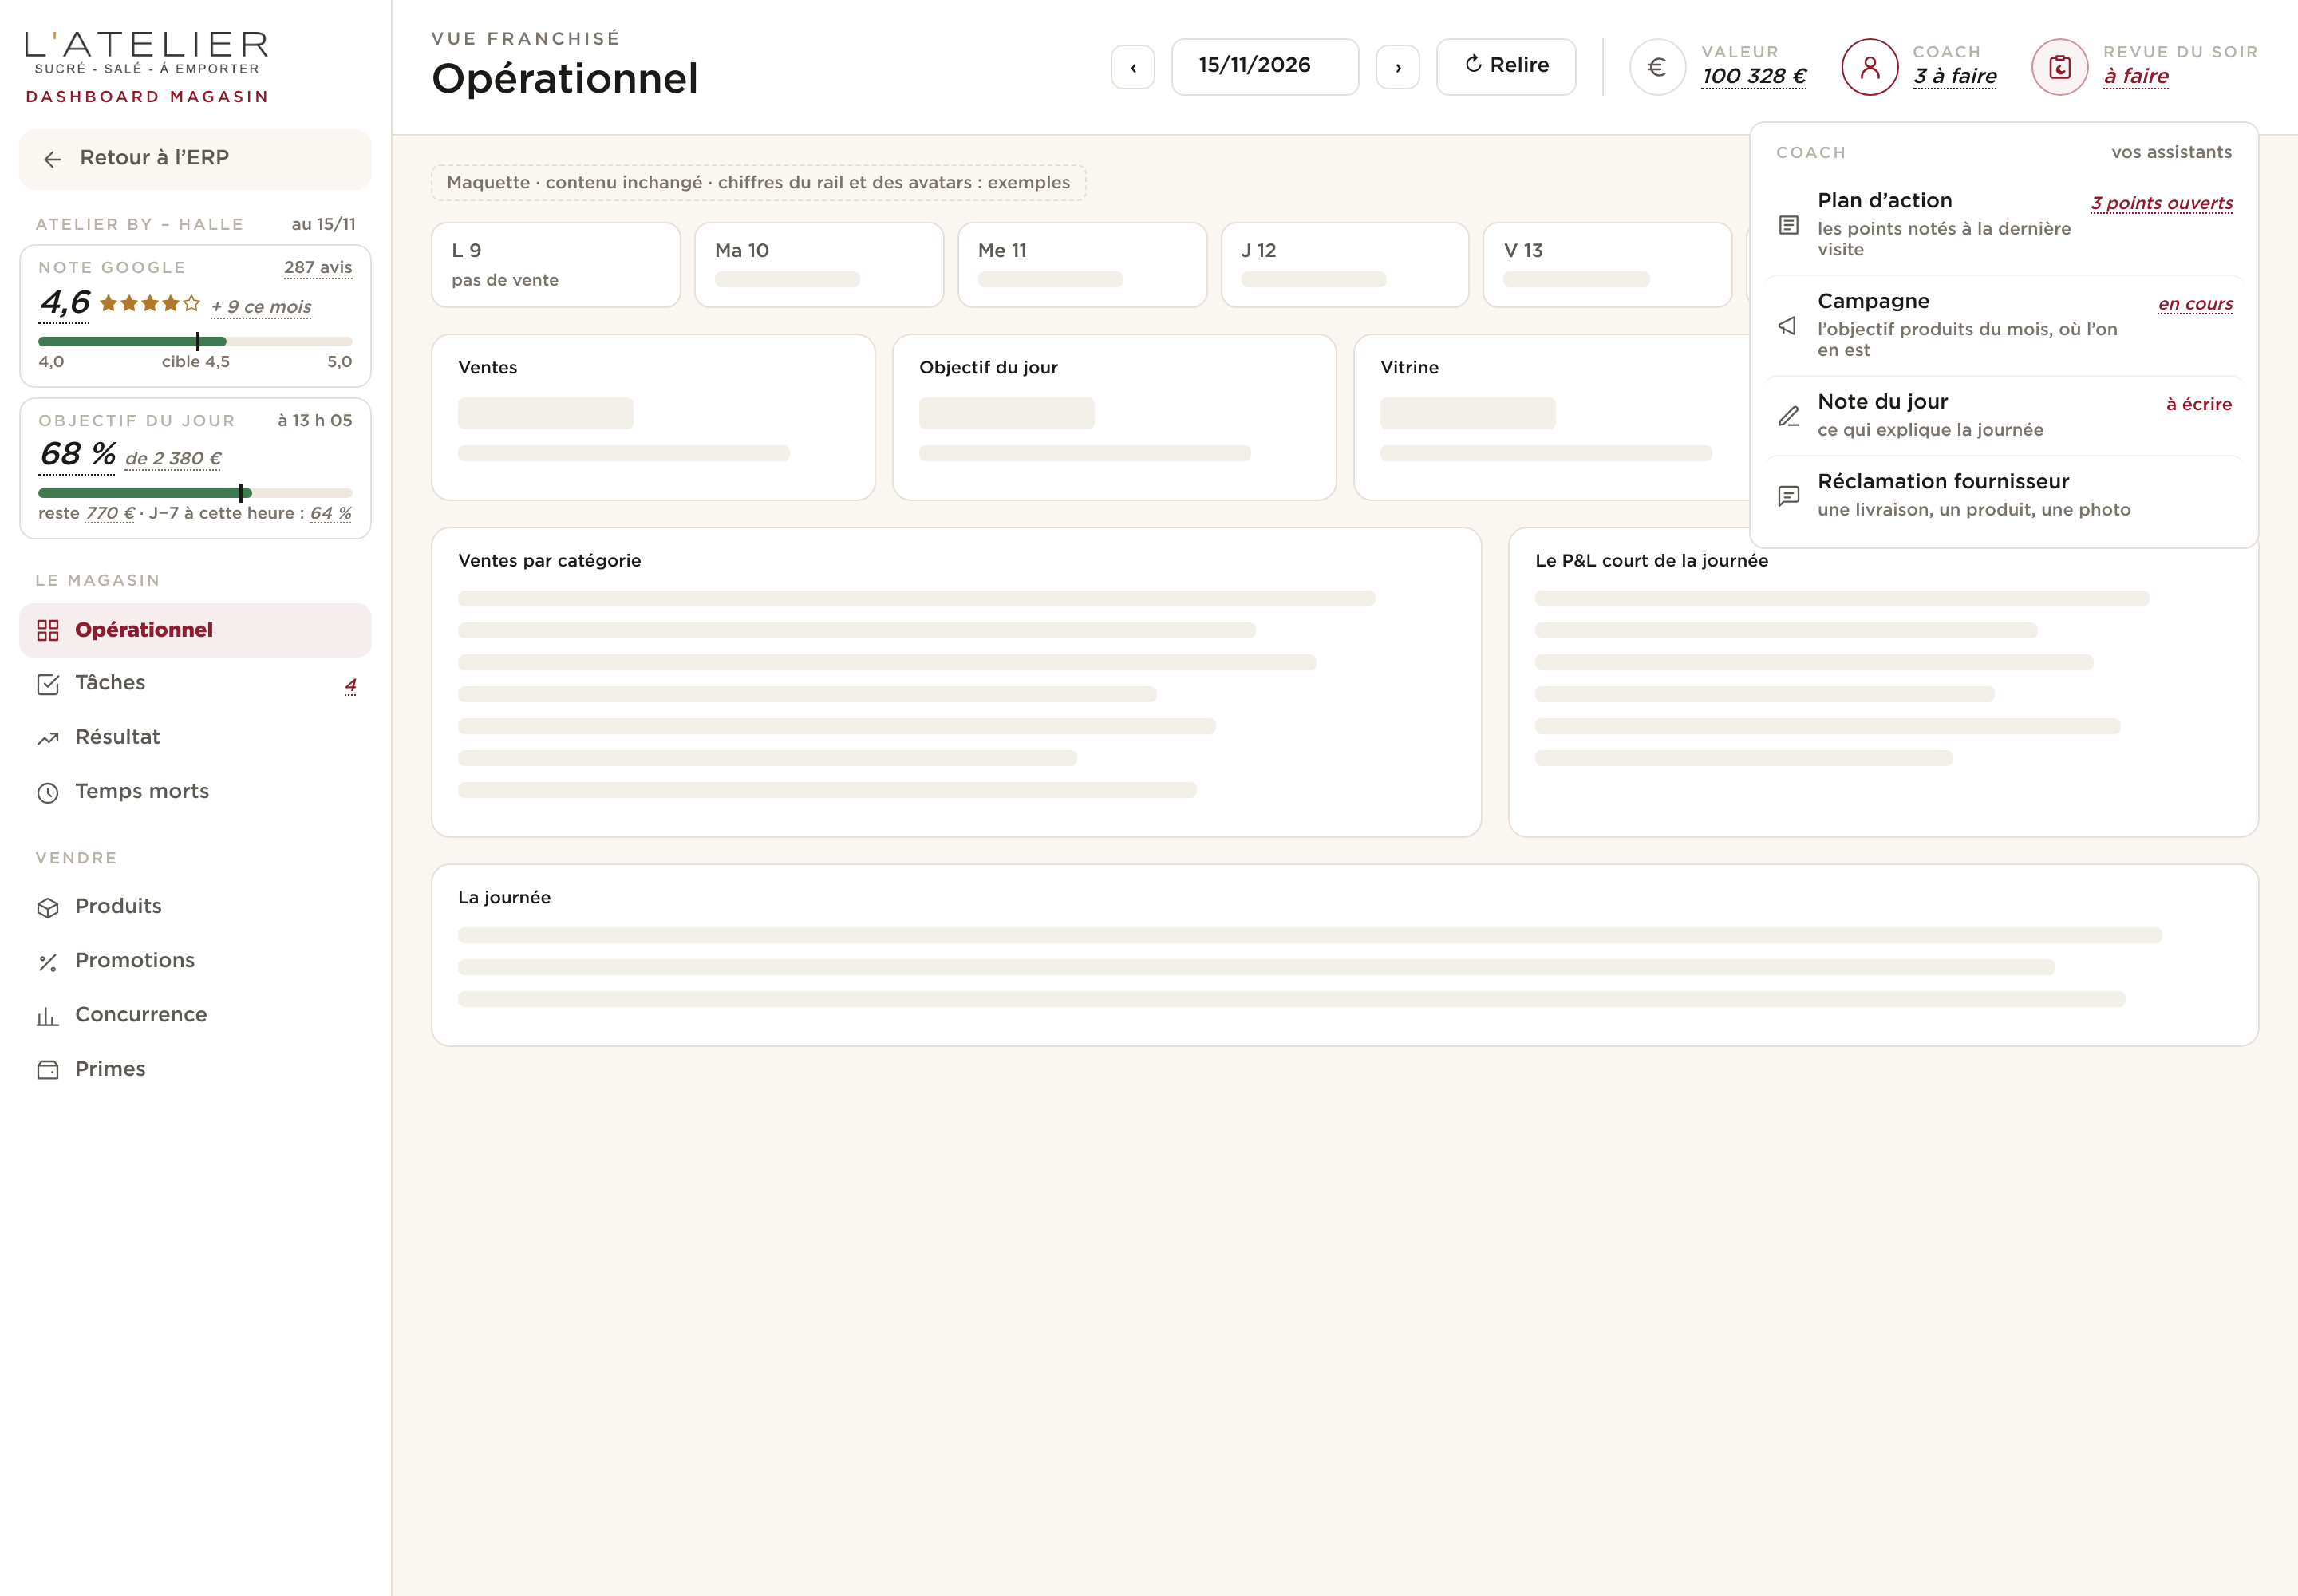 L'ATELIER
SUCRÉ - SALÉ - À EMPORTER
DASHBOARD MAGASIN
← Retour à l’ERP
ATELIER BY – HALLE au 15/11
NOTE GOOGLE 287 avis
4,6 ★★★★☆ + 9 ce mois
4,0 cible 4,5 5,0
OBJECTIF DU JOUR à 13 h 05
68 % de 2 380 €
reste 770 € · J−7 à cette heure : 64 %
LE MAGASIN
Opérationnel
Tâches 4
Résultat
Temps morts
VENDRE
Produits
Promotions
Concurrence
Primes
VUE FRANCHISÉ
Opérationnel
‹ 15/11/2026 › Relire
€ VALEUR
100 328 €
COACH
3 à faire
REVUE DU SOIR
à faire
Maquette · contenu inchangé · chiffres du rail et des avatars : exemples
L 9
pas de vente
Ma 10
Me 11
J 12
V 13
COACH vos assistants
Plan d’action 3 points ouverts
les points notés à la dernière
visite
Campagne en cours
l’objectif produits du mois, où l’on
en est
Note du jour à écrire
ce qui explique la journée
Réclamation fournisseur
une livraison, un produit, une photo
Ventes
Objectif du jour
Vitrine
Ventes par catégorie
Le P&L court de la journée
La journée